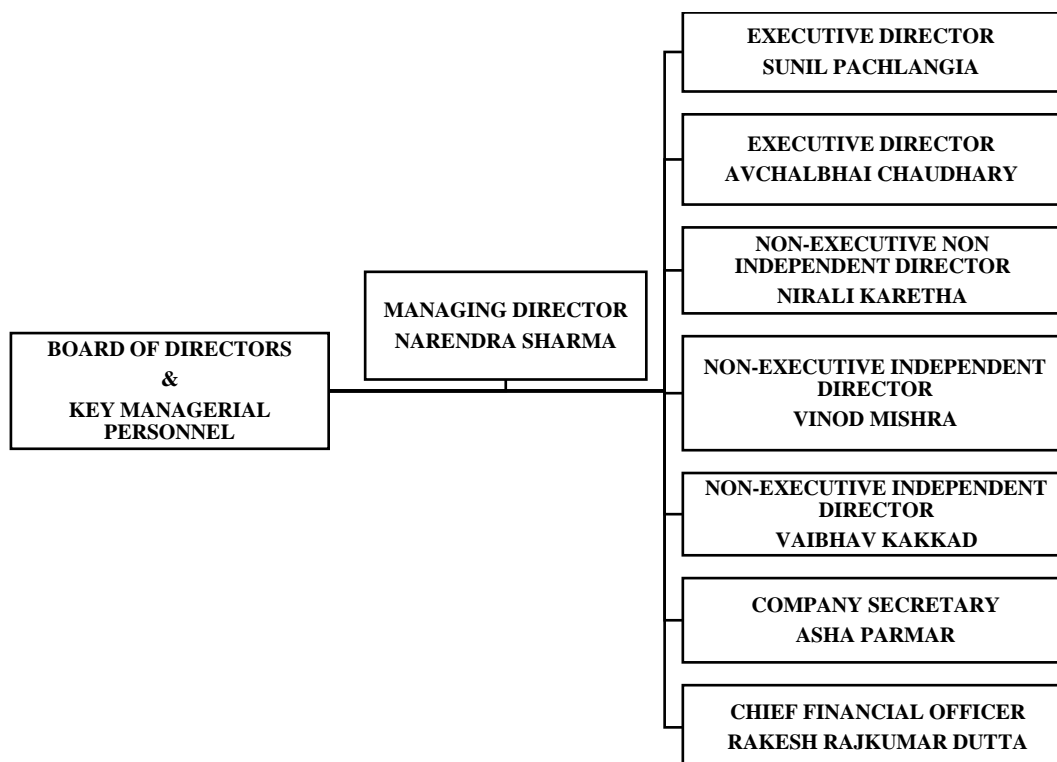 BOARD OF DIRECTORS
&
KEY MANAGERIAL
PERSONNEL
MANAGING DIRECTOR
NARENDRA SHARMA
EXECUTIVE DIRECTOR
SUNIL PACHLANGIA
EXECUTIVE DIRECTOR
AVCHALBHAI CHAUDHARY
NON-EXECUTIVE NON
INDEPENDENT DIRECTOR
NIRALI KARETHA
NON-EXECUTIVE INDEPENDENT
DIRECTOR
VINOD MISHRA
NON-EXECUTIVE INDEPENDENT
DIRECTOR
VAIBHAV KAKKAD
COMPANY SECRETARY
ASHA PARMAR
CHIEF FINANCIAL OFFICER
RAKESH RAJKUMAR DUTTA